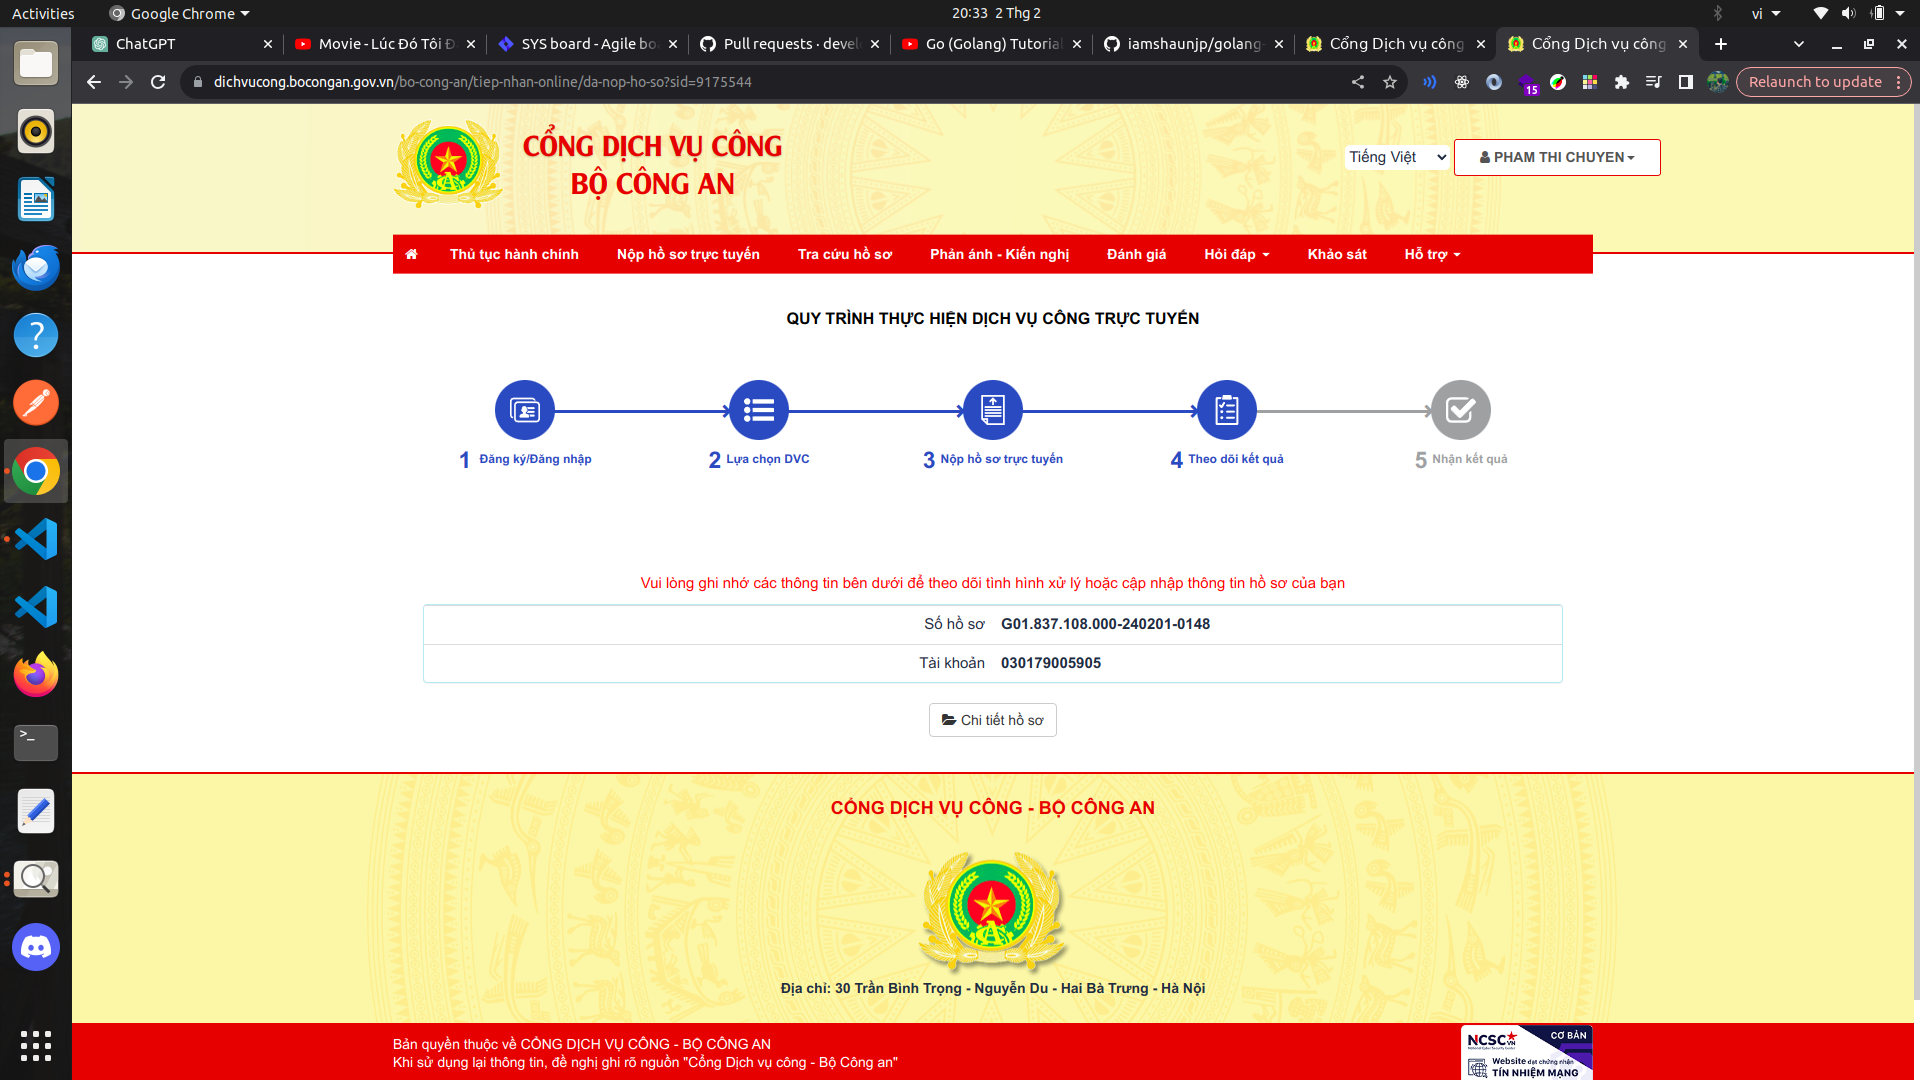 Activities Google Chrome 20:33 2 Thg 2 vi
ChatGPT Movie - Lúc Đó Tôi Đ SYS board - Agile bo Pull requests · devel Go (Golang) Tutorial iamshaunjp/golang- Cổng Dịch vụ công Cổng Dịch vụ công
dichvucong.bocongan.gov.vn/bo-cong-an/tiep-nhan-online/da-nop-ho-so?sid=9175544 15 Relaunch to update
CỔNG DỊCH VỤ CÔNG
BỘ CÔNG AN
Tiếng Việt PHAM THI CHUYEN
Thủ tục hành chính Nộp hồ sơ trực tuyến Tra cứu hồ sơ Phản ánh - Kiến nghị Đánh giá Hỏi đáp Khảo sát Hỗ trợ
QUY TRÌNH THỰC HIỆN DỊCH VỤ CÔNG TRỰC TUYẾN
1 Đăng ký/Đăng nhập 2 Lựa chọn DVC 3 Nộp hồ sơ trực tuyến 4 Theo dõi kết quả 5 Nhận kết quả
Vui lòng ghi nhớ các thông tin bên dưới để theo dõi tình hình xử lý hoặc cập nhập thông tin hồ sơ của bạn
Số hồ sơ G01.837.108.000-240201-0148
Tài khoản 030179005905
Chi tiết hồ sơ
CỔNG DỊCH VỤ CÔNG - BỘ CÔNG AN
Địa chỉ: 30 Trần Bình Trọng - Nguyễn Du - Hai Bà Trưng - Hà Nội
Bản quyền thuộc về CỔNG DỊCH VỤ CÔNG - BỘ CÔNG AN
Khi sử dụng lại thông tin, đề nghị ghi rõ nguồn "Cổng Dịch vụ công - Bộ Công an"
NCSC VN CƠ BẢN
Website đạt chứng nhận
TÍN NHIỆM MẠNG